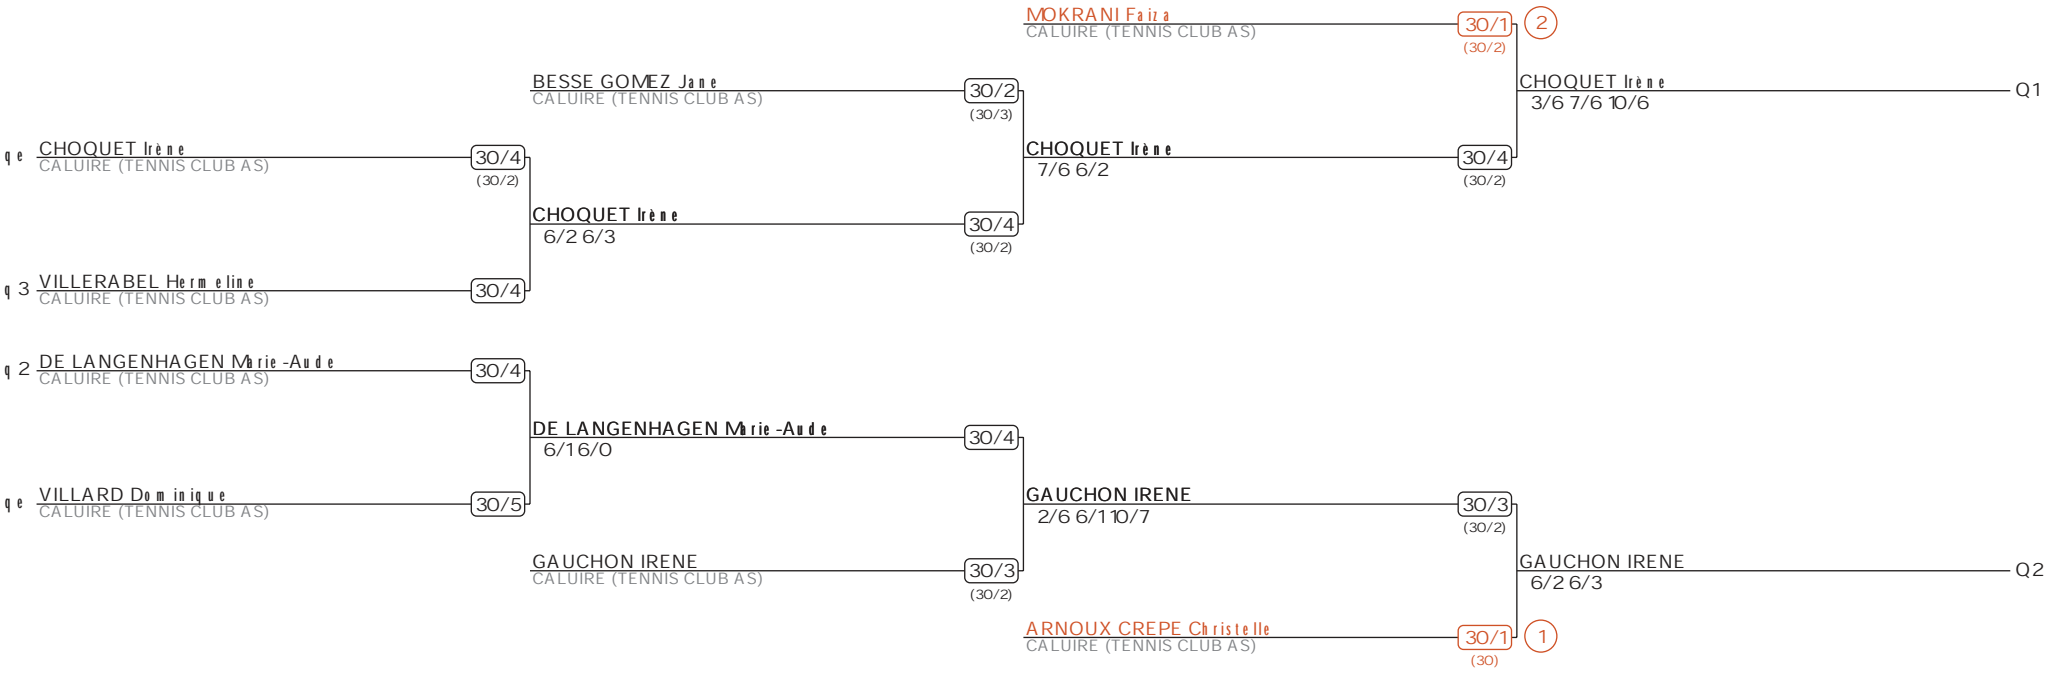 MOKRANI Faiza
CALUIRE (TENNIS CLUB AS)
30/1
2
(30/2)
BESSE GOMEZ Jane
CALUIRE (TENNIS CLUB AS)
30/2
(30/3)
CHOQUET Irène
3/6 7/6 10/6
Q1
qe
CHOQUET Irène
CALUIRE (TENNIS CLUB AS)
30/4
(30/2)
CHOQUET Irène
7/6 6/2
30/4
(30/2)
CHOQUET Irène
6/2 6/3
30/4
(30/2)
q3
VILLERABEL Hermeline
CALUIRE (TENNIS CLUB AS)
30/4
q2
DE LANGENHAGEN Marie-Aude
CALUIRE (TENNIS CLUB AS)
30/4
DE LANGENHAGEN Marie-Aude
6/1 6/0
30/4
qe
VILLARD Dominique
CALUIRE (TENNIS CLUB AS)
30/5
GAUCHON IRENE
2/6 6/1 10/7
30/3
(30/2)
GAUCHON IRENE
CALUIRE (TENNIS CLUB AS)
30/3
(30/2)
GAUCHON IRENE
6/2 6/3
Q2
ARNOUX CREPE Christelle
CALUIRE (TENNIS CLUB AS)
30/1
1
(30)